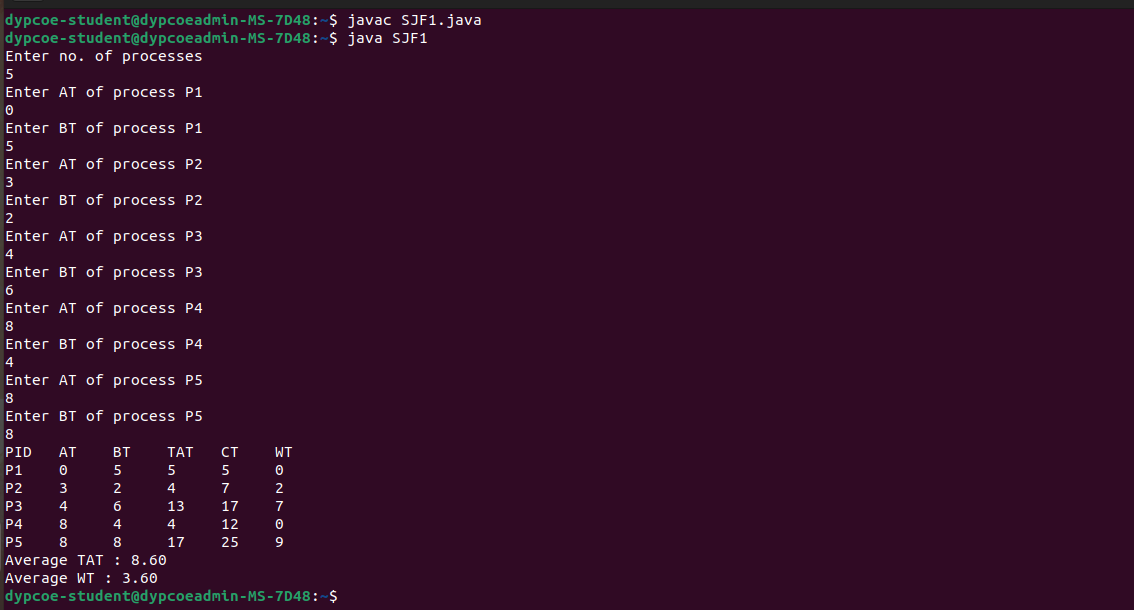 dypcoe-student@dypcoeadmin-MS-7D48:~$ javac SJF1.java
dypcoe-student@dypcoeadmin-MS-7D48:~$ java SJF1
Enter no. of processes
5
Enter AT of process P1
0
Enter BT of process P1
5
Enter AT of process P2
3
Enter BT of process P2
2
Enter AT of process P3
4
Enter BT of process P3
6
Enter AT of process P4
8
Enter BT of process P4
4
Enter AT of process P5
8
Enter BT of process P5
8
PID AT BT TAT CT WT
P1 0 5 5 5 0
P2 3 2 4 7 2
P3 4 6 13 17 7
P4 8 4 4 12 0
P5 8 8 17 25 9
Average TAT : 8.60
Average WT : 3.60
dypcoe-student@dypcoeadmin-MS-7D48:~$